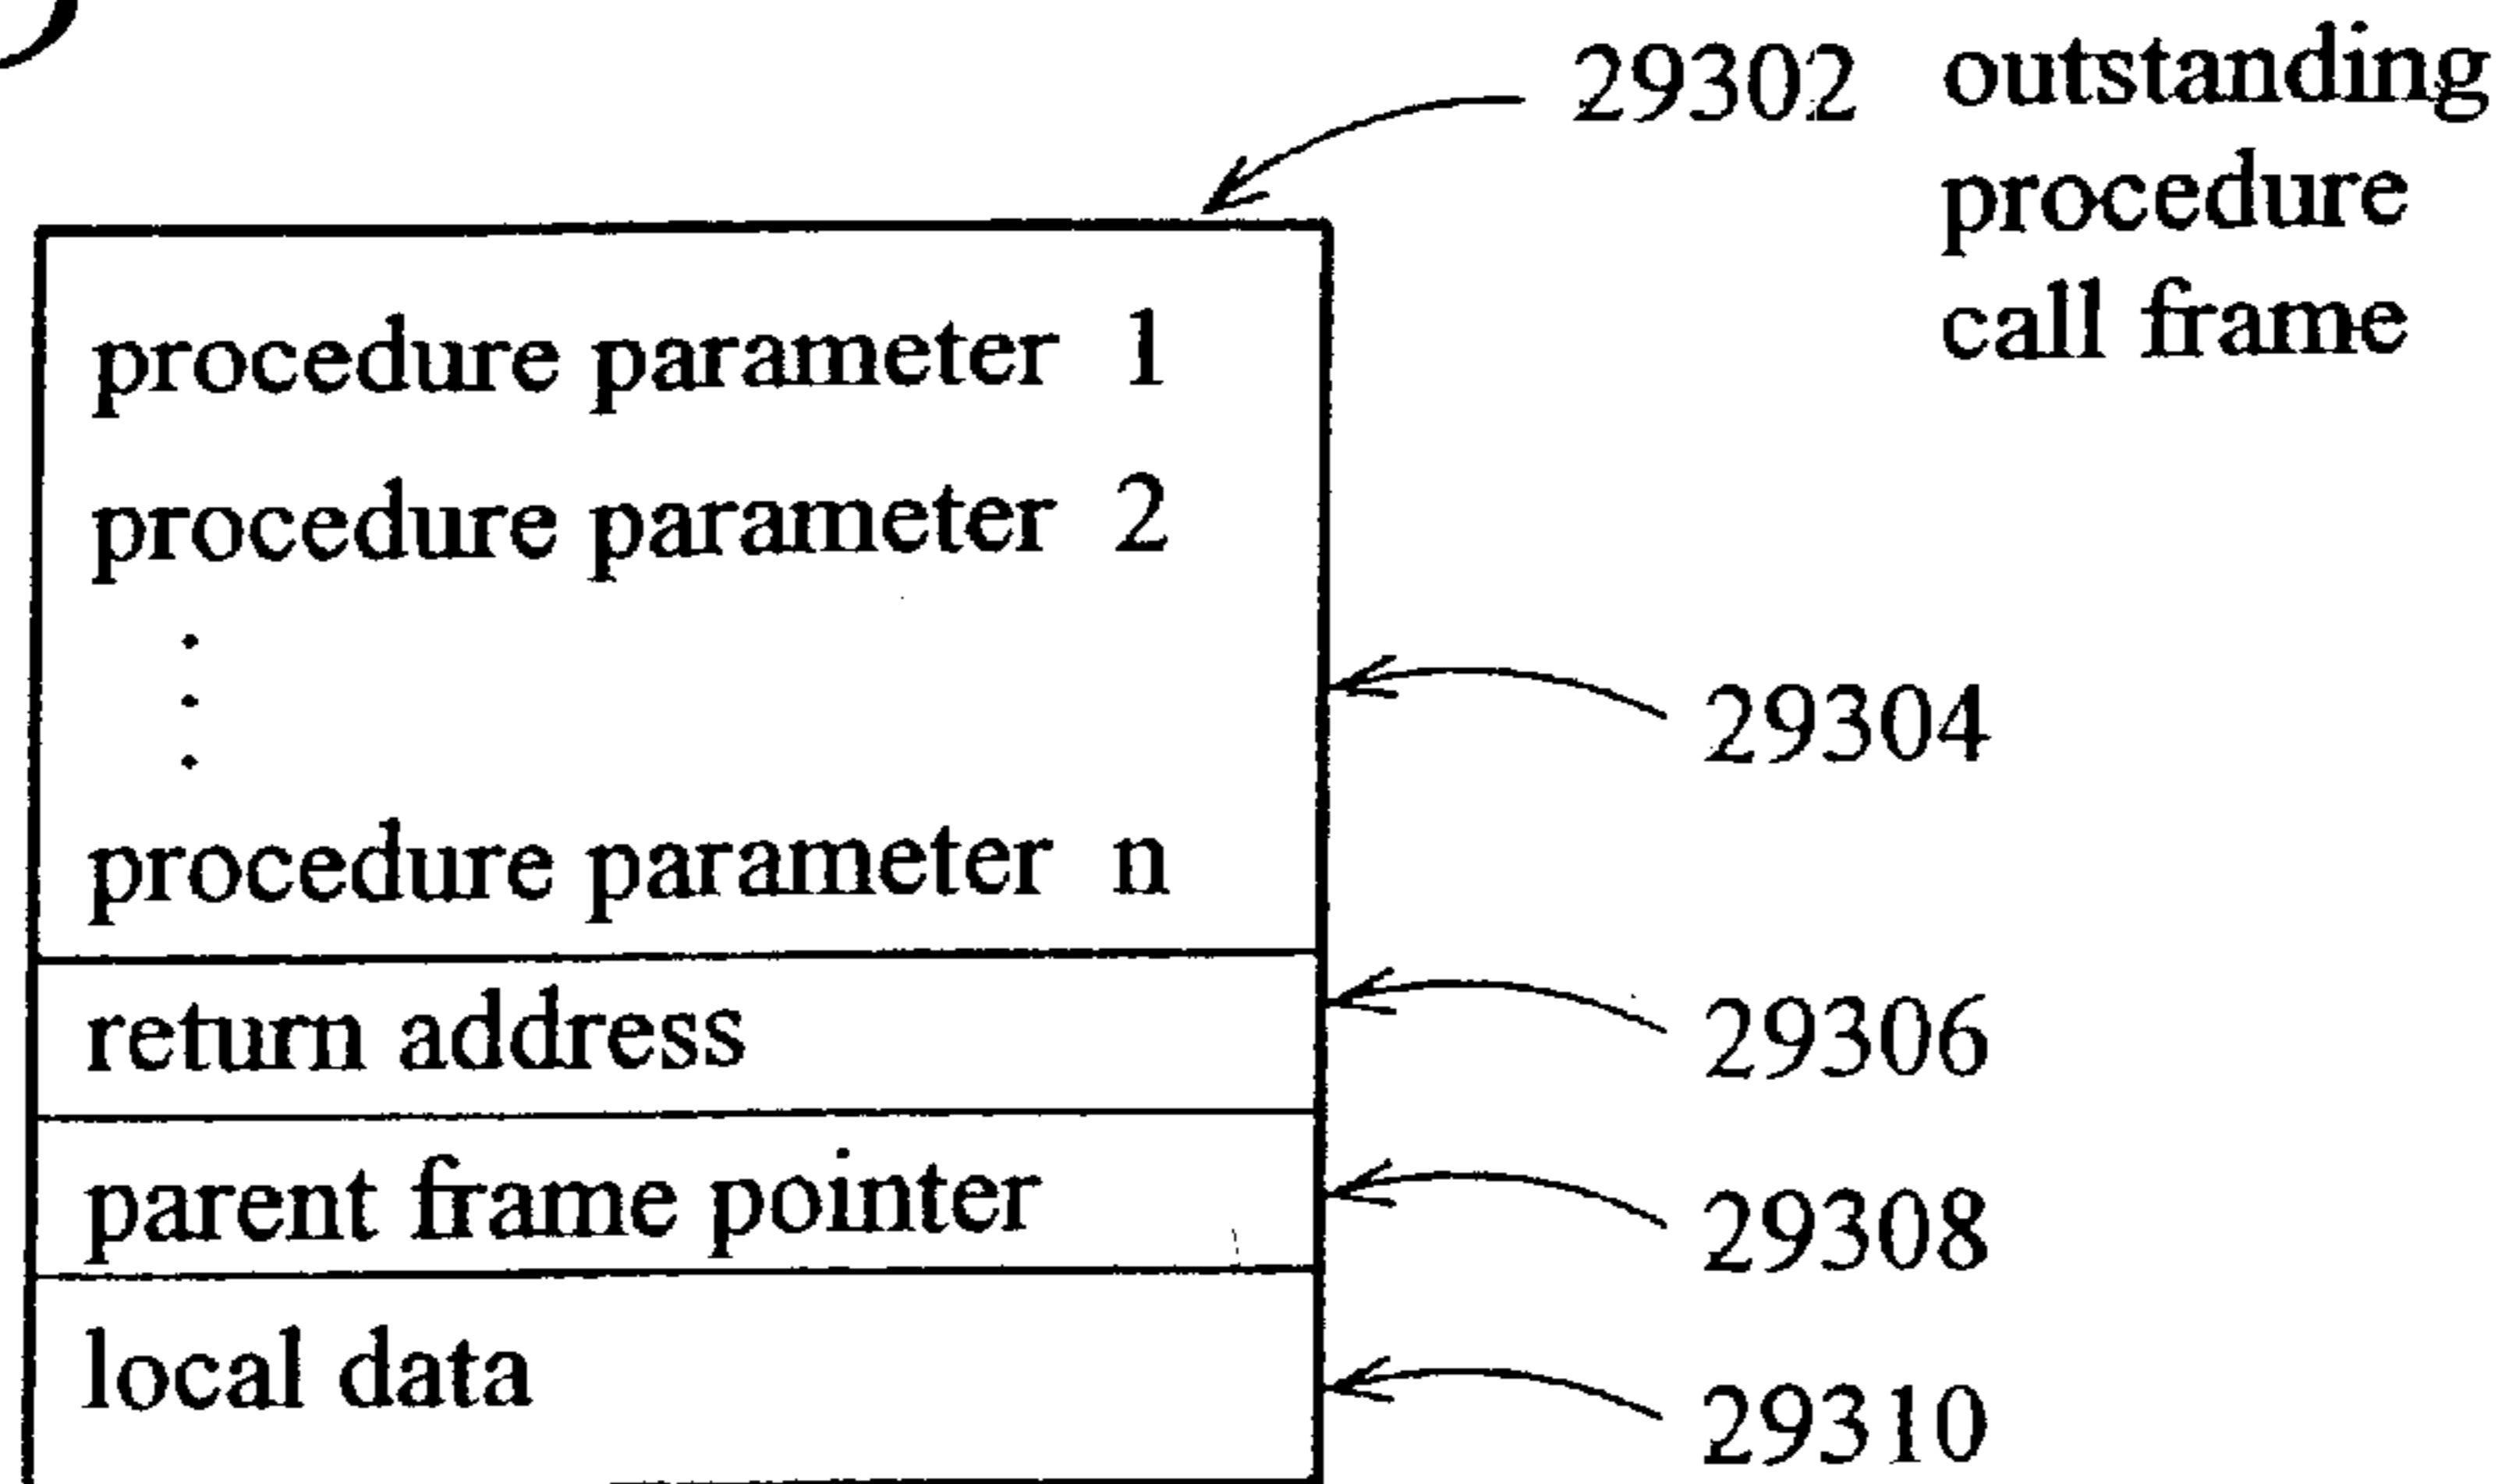 29302 outstanding
procedure
call frame
procedure parameter 1
procedure parameter 2
.
.
.
procedure parameter n
29304
return address
29306
parent frame pointer
29308
local data
29310